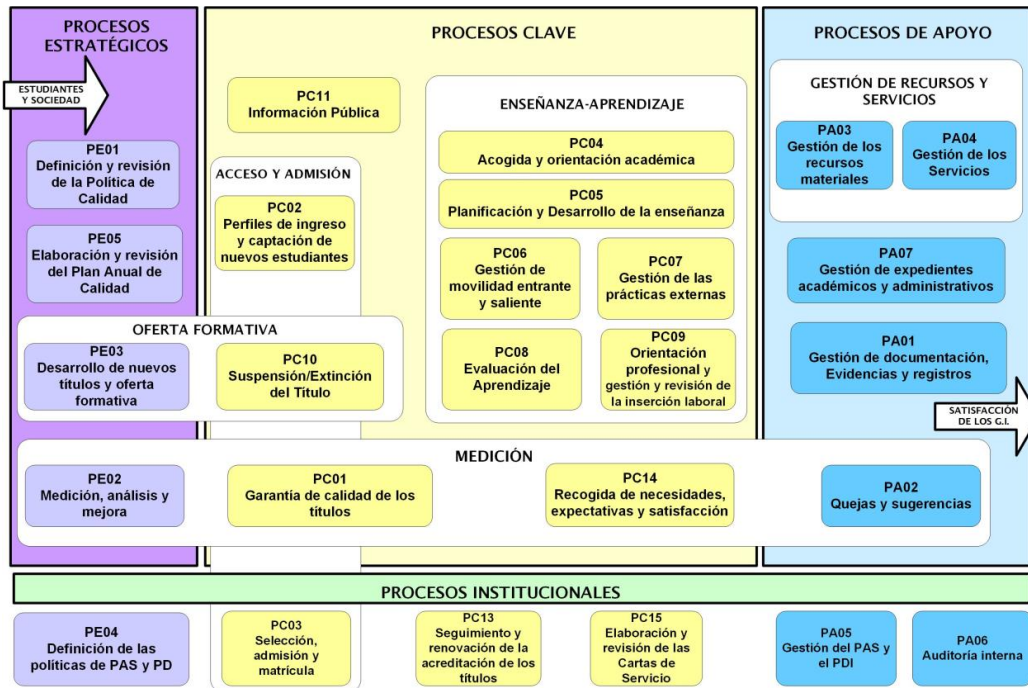 PROCESOS
ESTRATÉGICOS
ESTUDIANTES
Y SOCIEDAD
PE01
Definición y revisión
de la Política de
Calidad
PE05
Elaboración y revisión
del Plan Anual de
Calidad
PROCESOS CLAVE
PC11
Información Pública
ACCESO Y ADMISIÓN
PC02
Perfiles de ingreso
y captación de
nuevos estudiantes
ENSEÑANZA-APRENDIZAJE
PC04
Acogida y orientación académica
PC05
Planificación y Desarrollo de la enseñanza
PC06
Gestión de
movilidad entrante
y saliente
PC07
Gestión de las
prácticas externas
PC08
Evaluación del
Aprendizaje
PC09
Orientación
profesional y
gestión y revisión de
la inserción laboral
OFERTA FORMATIVA
PE03
Desarrollo de nuevos
títulos y oferta
formativa
PC10
Suspensión/Extinción
del Título
PROCESOS DE APOYO
GESTIÓN DE RECURSOS Y
SERVICIOS
PA03
Gestión de los
recursos
materiales
PA04
Gestión de los
Servicios
PA07
Gestión de expedientes
académicos y administrativos
PA01
Gestión de documentación,
Evidencias y registros
SATISFACCIÓN
DE LOS G.I.
MEDICIÓN
PE02
Medición, análisis y
mejora
PC01
Garantía de calidad de los
títulos
PC14
Recogida de necesidades,
expectativas y satisfacción
PA02
Quejas y sugerencias
PROCESOS INSTITUCIONALES
PE04
Definición de las
políticas de PAS y PD
PC03
Selección,
admisión y
matrícula
PC13
Seguimiento y
renovación de la
acreditación de los
títulos
PC15
Elaboración y
revisión de las
Cartas de
Servicio
PA05
Gestión del PAS y
el PDI
PA06
Auditoría interna